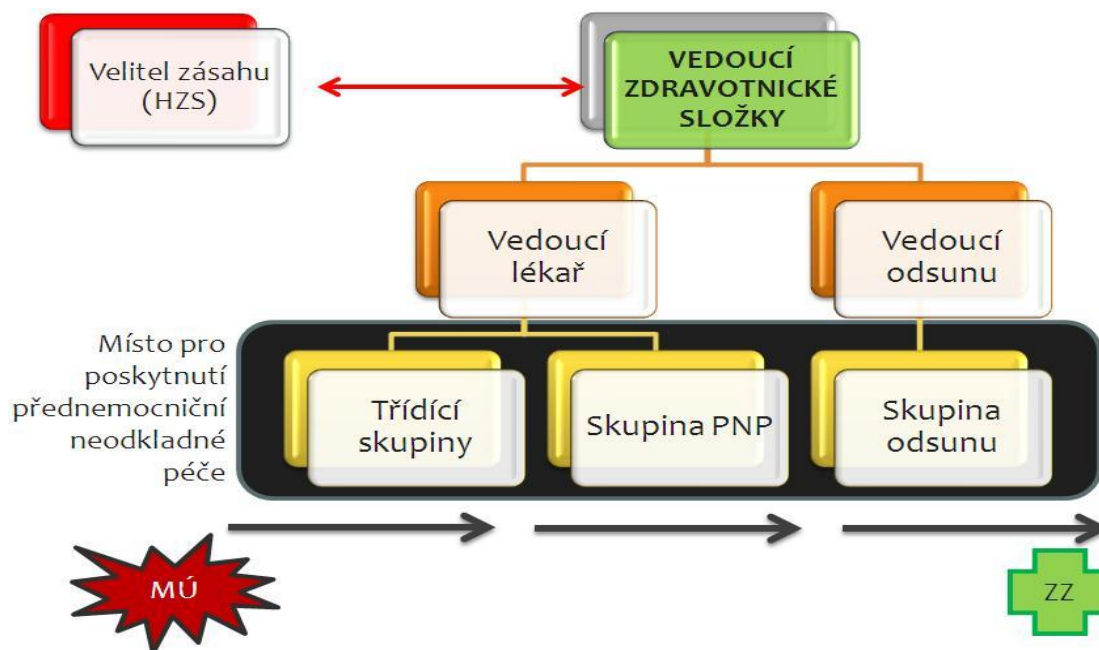 Velitel zásahu
(HZS)
VEDOUCÍ
ZDRAVOTNICKÉ
SLOŽKY
Vedoucí
lékař
Vedoucí
odsunu
Místo pro
poskytnutí
přednemocniční
neodkladné
péče
Třídící
skupiny
Skupina PNP
Skupina
odsunu
MÚ
ZZ